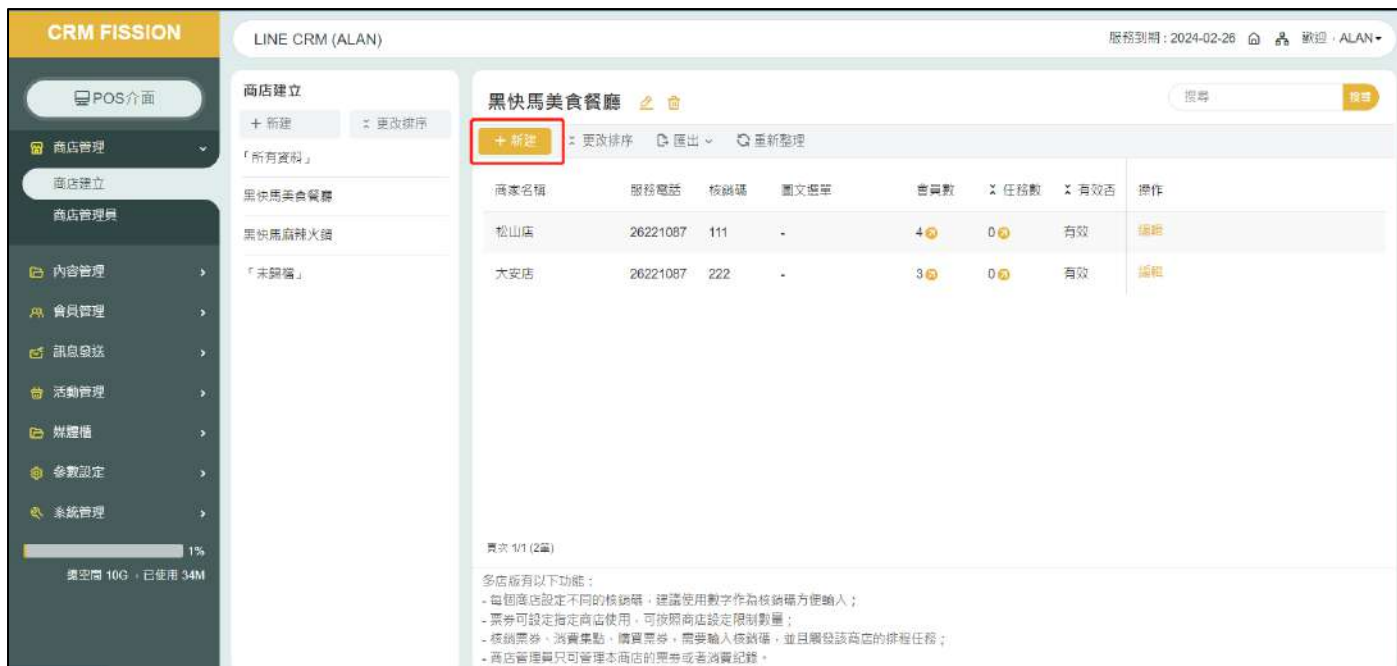 CRM FISSION
LINE CRM (ALAN)
服務到期 : 2024-02-26 歡迎，ALAN
POS介面
商店管理
商店建立
商店管理員
內容管理
會員管理
訊息發送
活動管理
媒體櫃
參數設定
系統管理
1%
總空間 10G ，已使用 34M
商店建立
+ 新建 更改排序
「所有資料」
黑快馬美食餐廳
黑快馬麻辣火鍋
「未歸檔」
黑快馬美食餐廳
搜尋 搜尋
+ 新建 更改排序 匯出 重新整理
商家名稱 服務電話 核銷碼 圖文選單 會員數 任務數 有效否 操作
松山店 26221087 111 - 4 0 有效 編輯
大安店 26221087 222 - 3 0 有效 編輯
頁次 1/1 (2筆)
多店版有以下功能：
- 每個商店設定不同的核銷碼，建議使用數字作為核銷碼方便輸入；
- 票券可設定指定商店使用，可按照商店設定限制數量；
- 核銷票券、消費集點、購買票券，需要輸入核銷碼，並且觸發該商店的排程任務；
- 商店管理員只可管理本商店的票券或者消費紀錄。